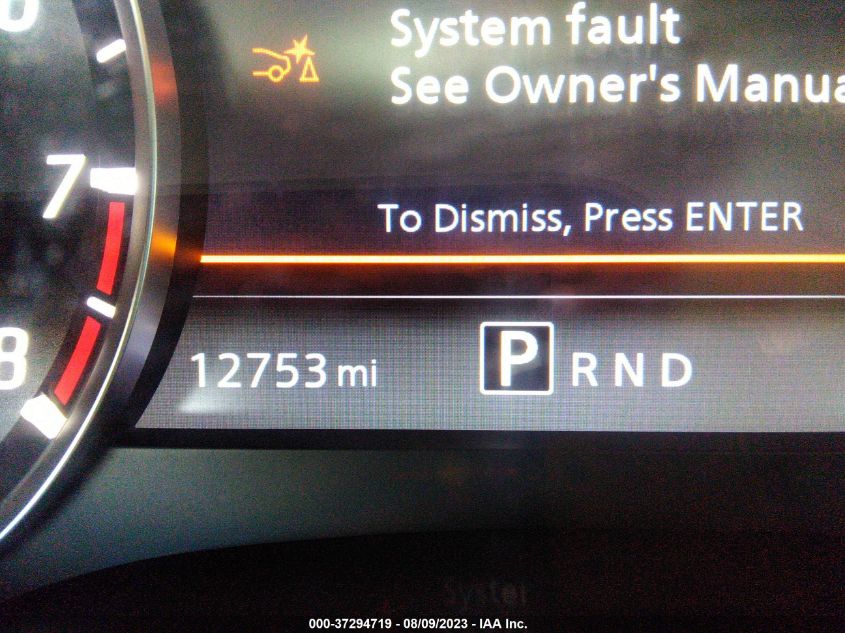 System fault
See Owner's Manua
7
To Dismiss, Press ENTER
12753 mi P R N D
8
Syster
000-37294719 - 08/09/2023 - IAA Inc.